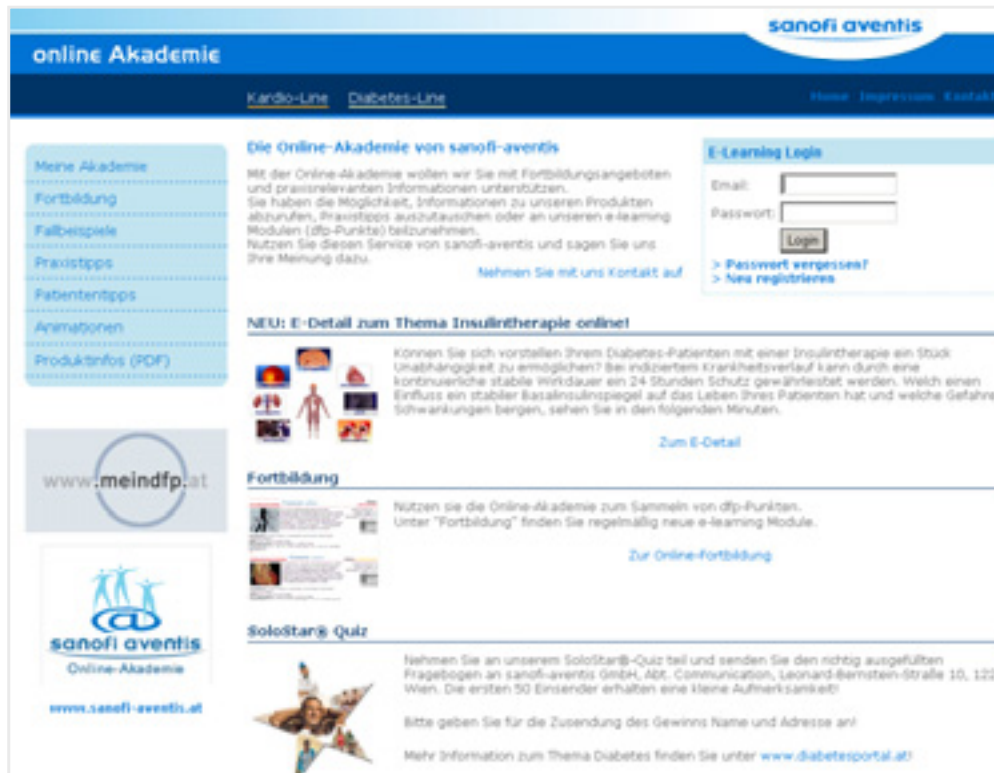 sanofi aventis
online Akademie
Kardio-Line Diabetes-Line
Home Impressum Kontakt
Meine Akademie
Fortbildung
Fallbeispiele
Praxistipps
Patiententipps
Animationen
Produktinfos (PDF)
www.meindfp.at
sanofi aventis
Online-Akademie
www.sanofi-aventis.at
Die Online-Akademie von sanofi-aventis
Mit der Online-Akademie wollen wir Sie mit Fortbildungsangeboten
und praxisrelevanten Informationen unterstützen.
Sie haben die Möglichkeit, Informationen zu unseren Produkten
abzurufen, Praxistipps auszutauschen oder an unseren e-learning
Modulen (dfp-Punkte) teilzunehmen.
Nutzen Sie diesen Service von sanofi-aventis und sagen Sie uns
Ihre Meinung dazu.
Nehmen Sie mit uns Kontakt auf
E-Learning Login
Email:
Passwort:
Login
> Passwort vergessen?
> Neu registrieren
NEU: E-Detail zum Thema Insulintherapie online!
Können Sie sich vorstellen Ihrem Diabetes-Patienten mit einer Insulintherapie ein Stück
Unabhängigkeit zu ermöglichen? Bei indiziertem Krankheitsverlauf kann durch eine
kontinuierliche stabile Wirkdauer ein 24 Stunden Schutz gewährleistet werden. Welch einen
Einfluss ein stabiler Basalinsulinspiegel auf das Leben Ihres Patienten hat und welche Gefahre
Schwankungen bergen, sehen Sie in den folgenden Minuten.
Zum E-Detail
Fortbildung
Nützen sie die Online-Akademie zum Sammeln von dfp-Punkten.
Unter "Fortbildung" finden Sie regelmäßig neue e-learning Module.
Zur Online-Fortbildung
SoloStar® Quiz
Nehmen Sie an unserem SoloStar®-Quiz teil und senden Sie den richtig ausgefüllten
Fragebogen an sanofi-aventis GmbH, Abt. Communication, Leonard-Bernstein-Straße 10, 122
Wien. Die ersten 50 Einsender erhalten eine kleine Aufmerksamkeit!
Bitte geben Sie für die Zusendung des Gewinns Name und Adresse an!
Mehr Information zum Thema Diabetes finden Sie unter www.diabetesportal.at!